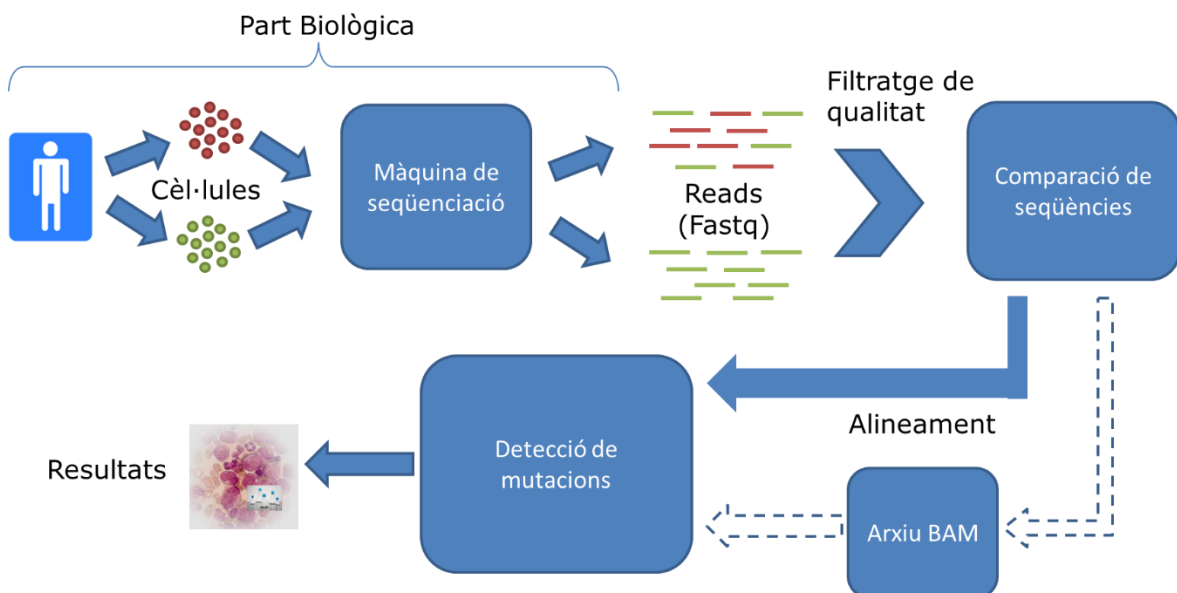 Part Biològica
Cèl·lules
Màquina de
seqüenciació
Reads
(Fastq)
Filtratge de
qualitat
Comparació de
seqüències
Alineament
Arxiu BAM
Detecció de
mutacions
Resultats